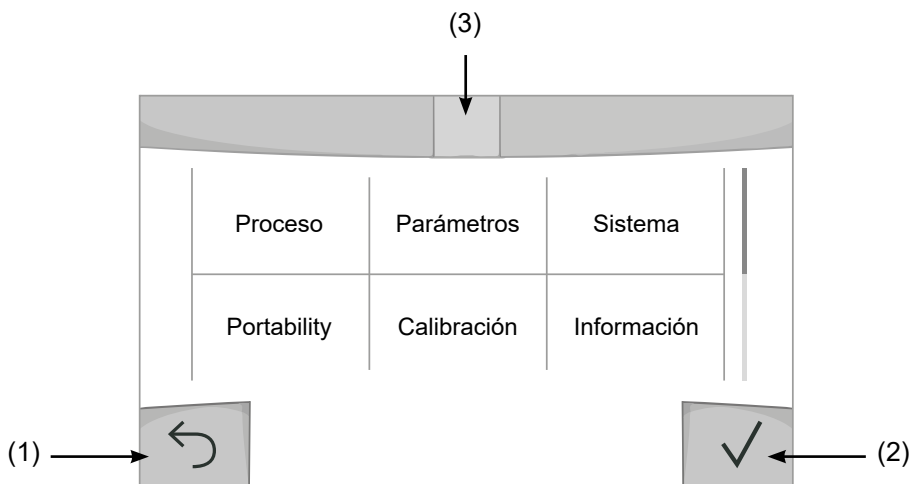 (3)
Proceso Parámetros Sistema
Portability Calibración Información
(1) (2)